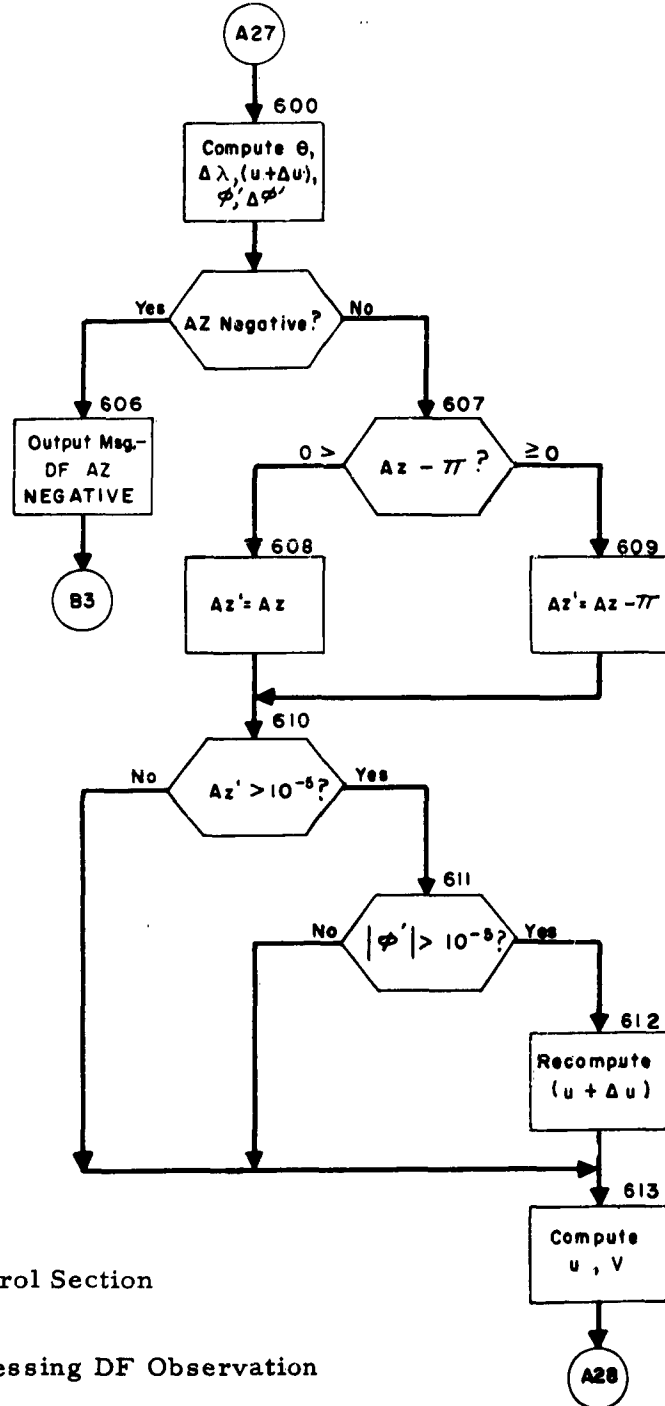 A27
600
Compute θ,
Δλ,(u+Δu),
φ', Δφ'
Yes
AZ Negative?
No
606
Output Msg.-
DF AZ
NEGATIVE
B3
607
0 >
Az - π ?
≥ 0
608
Az' = Az
609
Az' = Az - π
610
No
Az' > 10⁻⁵?
Yes
611
No
|φ'| > 10⁻⁵?
Yes
612
Recompute
(u + Δu)
613
Compute
u , V
rol Section
essing DF Observation
A28